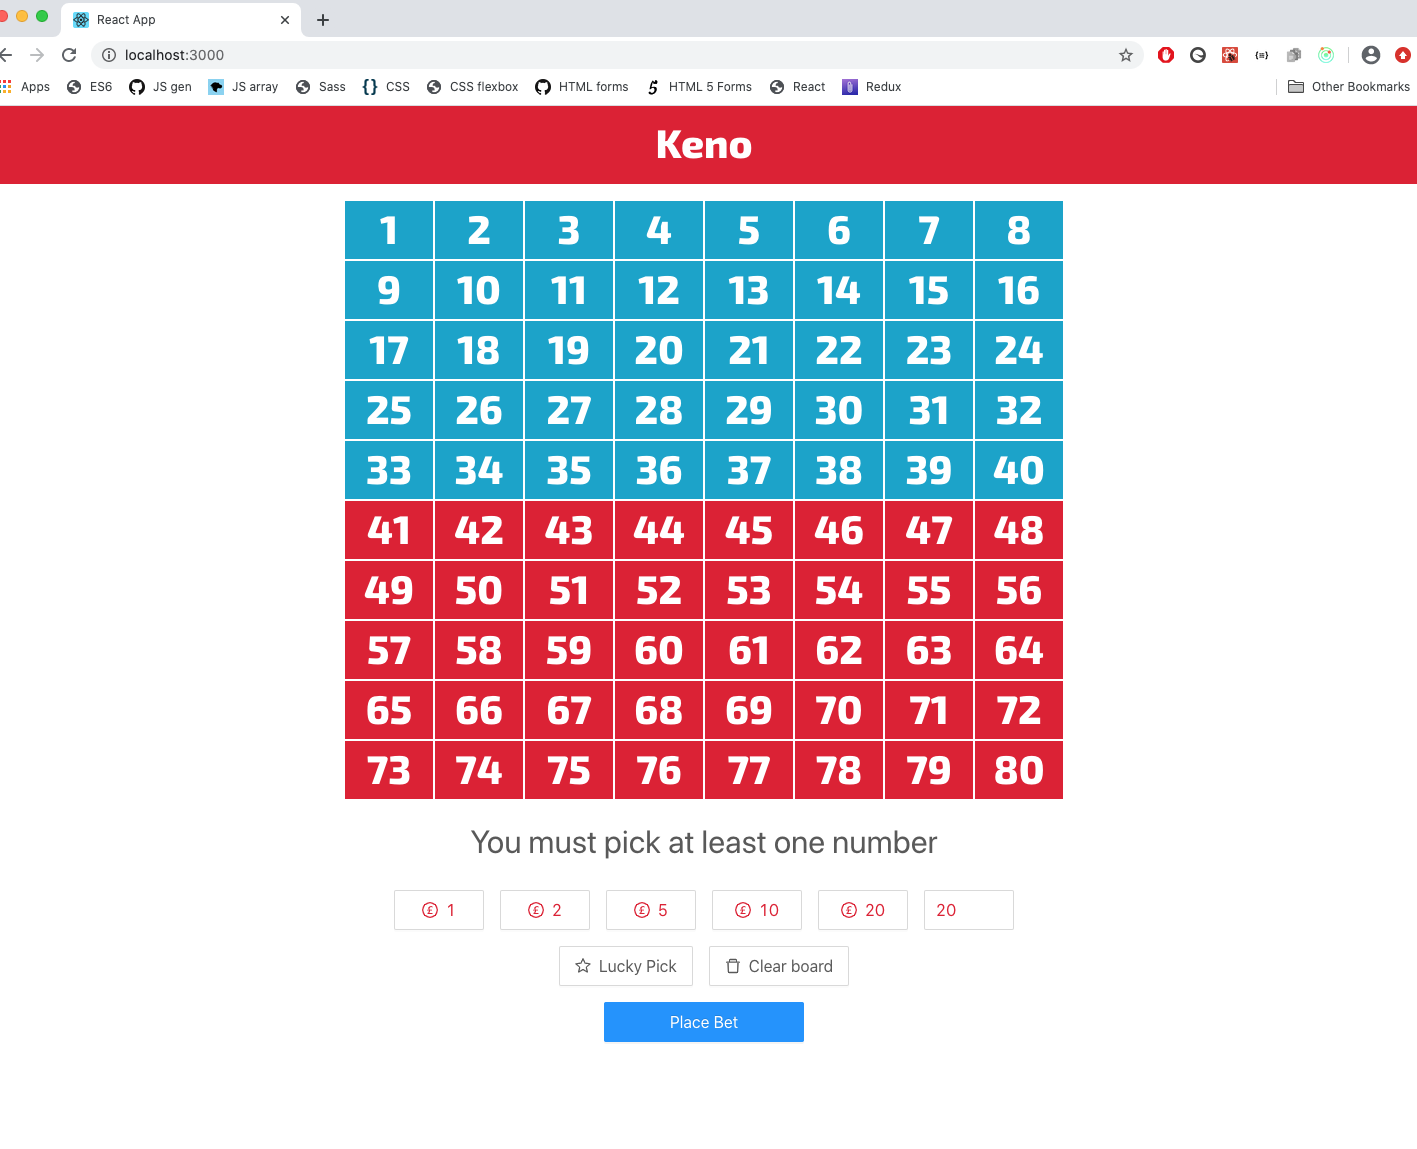 React App
localhost:3000
Apps ES6 JS gen JS array Sass {} CSS CSS flexbox HTML forms 5 HTML 5 Forms React Redux Other Bookmarks
Keno
1 2 3 4 5 6 7 8
9 10 11 12 13 14 15 16
17 18 19 20 21 22 23 24
25 26 27 28 29 30 31 32
33 34 35 36 37 38 39 40
41 42 43 44 45 46 47 48
49 50 51 52 53 54 55 56
57 58 59 60 61 62 63 64
65 66 67 68 69 70 71 72
73 74 75 76 77 78 79 80
You must pick at least one number
£ 1 £ 2 £ 5 £ 10 £ 20 20
Lucky Pick Clear board
Place Bet